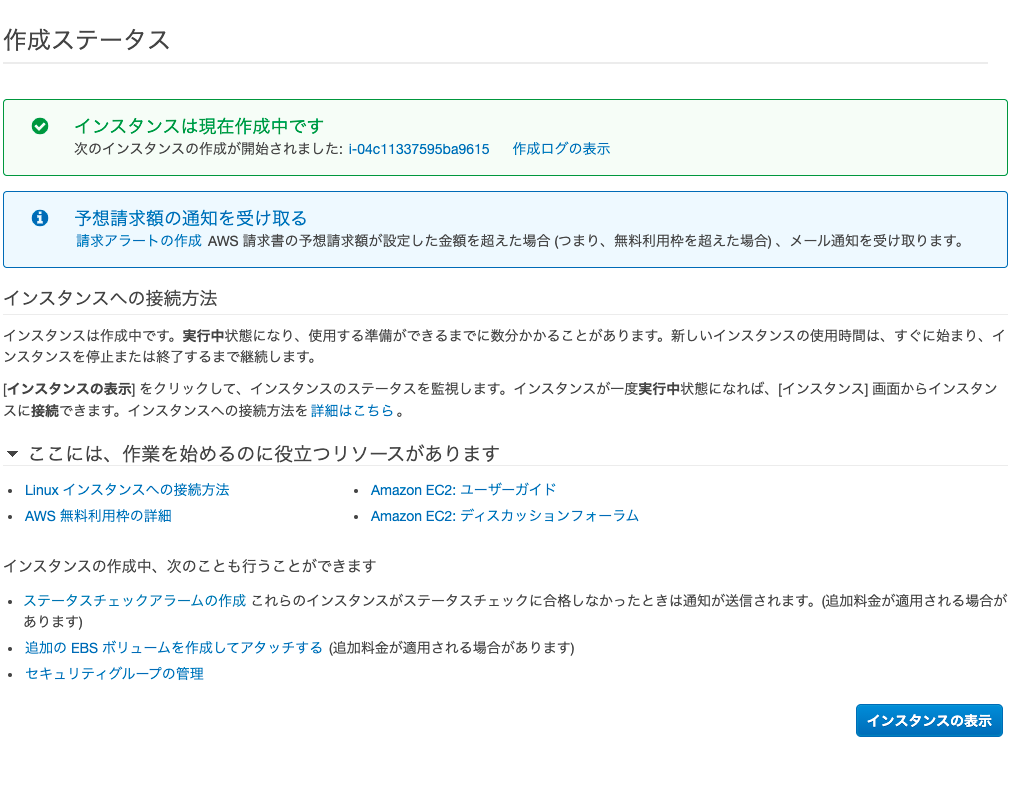 作成ステータス
インスタンスは現在作成中です
次のインスタンスの作成が開始されました: i-04c11337595ba9615 作成ログの表示
予想請求額の通知を受け取る
請求アラートの作成 AWS 請求書の予想請求額が設定した金額を超えた場合 (つまり、無料利用枠を超えた場合) 、メール通知を受け取ります。
インスタンスへの接続方法
インスタンスは作成中です。実行中状態になり、使用する準備ができるまでに数分かかることがあります。新しいインスタンスの使用時間は、すぐに始まり、イ
ンスタンスを停止または終了するまで継続します。
[インスタンスの表示] をクリックして、インスタンスのステータスを監視します。インスタンスが一度実行中状態になれば、[インスタンス] 画面からインスタン
スに接続できます。インスタンスへの接続方法を 詳細はこちら 。
ここには、作業を始めるのに役立つリソースがあります
Linux インスタンスへの接続方法
AWS 無料利用枠の詳細
Amazon EC2: ユーザーガイド
Amazon EC2: ディスカッションフォーラム
インスタンスの作成中、次のことも行うことができます
ステータスチェックアラームの作成 これらのインスタンスがステータスチェックに合格しなかったときは通知が送信されます。(追加料金が適用される場合が
あります)
追加の EBS ボリュームを作成してアタッチする (追加料金が適用される場合があります)
セキュリティグループの管理
インスタンスの表示